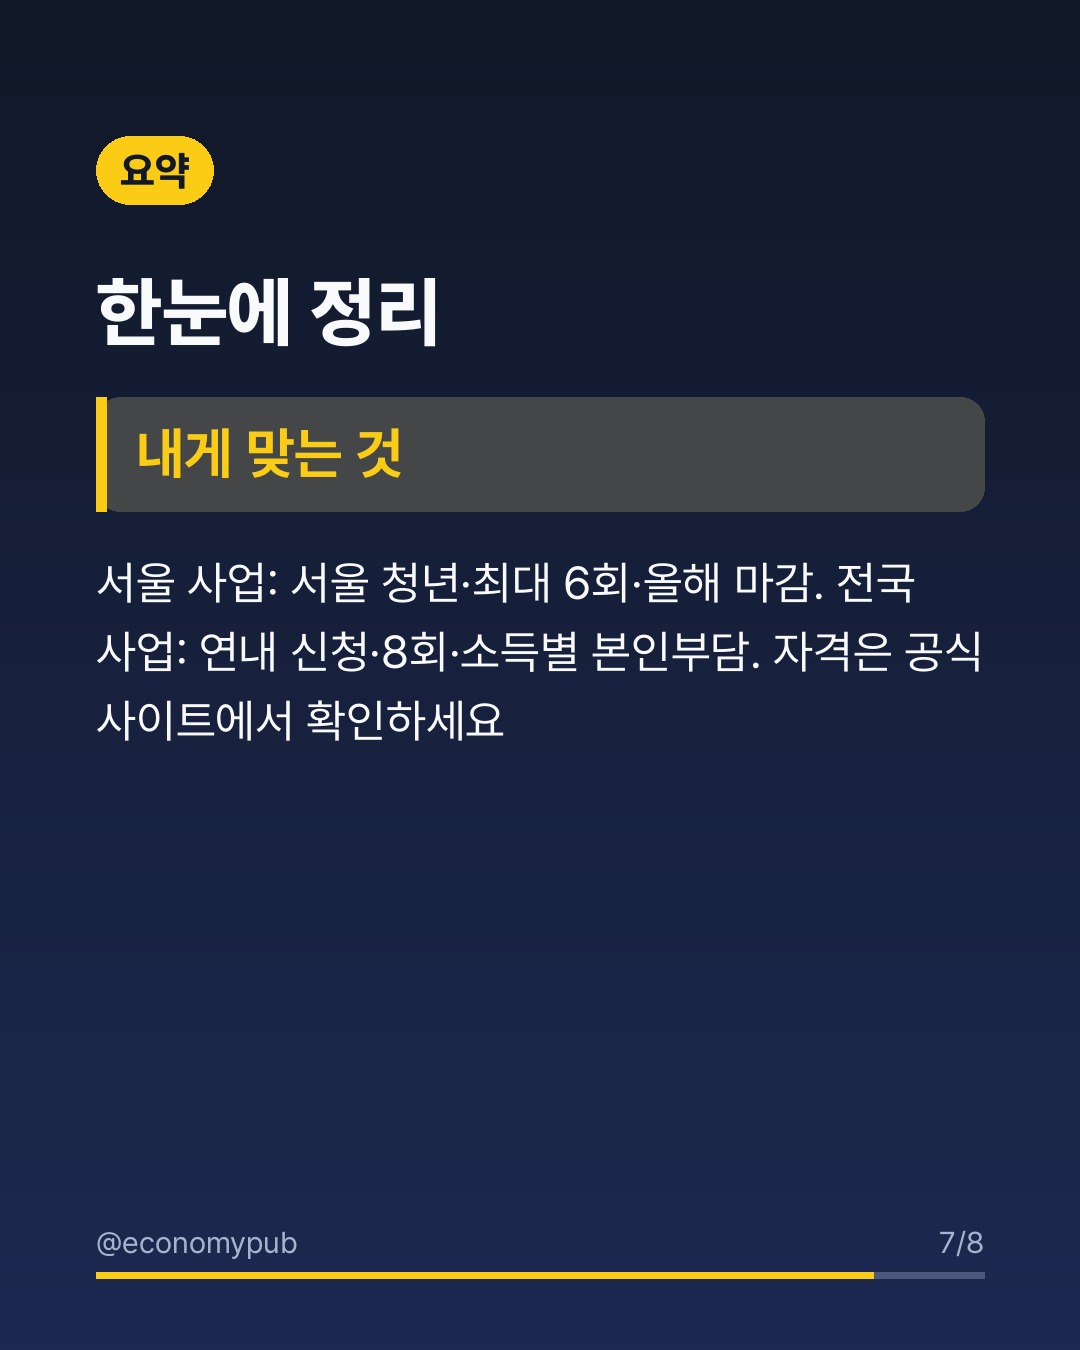 요약
한눈에 정리
내게 맞는 것
서울 사업: 서울 청년·최대 6회·올해 마감. 전국
사업: 연내 신청·8회·소득별 본인부담. 자격은 공식
사이트에서 확인하세요
@economypub
7/8